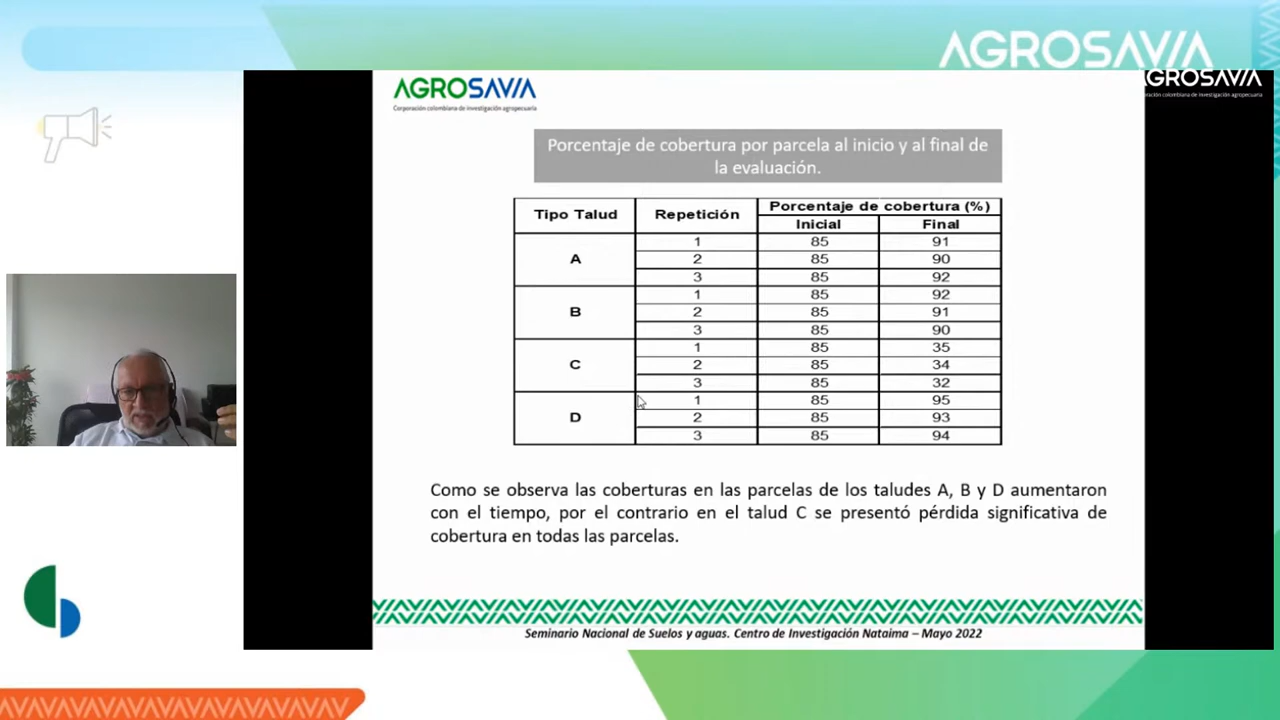 AGROSAVIA
AGROSAVIA
Corporación colombiana de investigación agropecuaria
AGROSAVIA
Corporación colombiana de investigación agropecuaria
Porcentaje de cobertura por parcela al inicio y al final de
la evaluación.
Tipo Talud Repetición Porcentaje de cobertura (%)
Inicial Final
A 1 85 91
2 85 90
3 85 92
B 1 85 92
2 85 91
3 85 90
C 1 85 35
2 85 34
3 85 32
D 1 85 95
2 85 93
3 85 94
Como se observa las coberturas en las parcelas de los taludes A, B y D aumentaron
con el tiempo, por el contrario en el talud C se presentó pérdida significativa de
cobertura en todas las parcelas.
Seminario Nacional de Suelos y aguas. Centro de Investigación Nataima – Mayo 2022